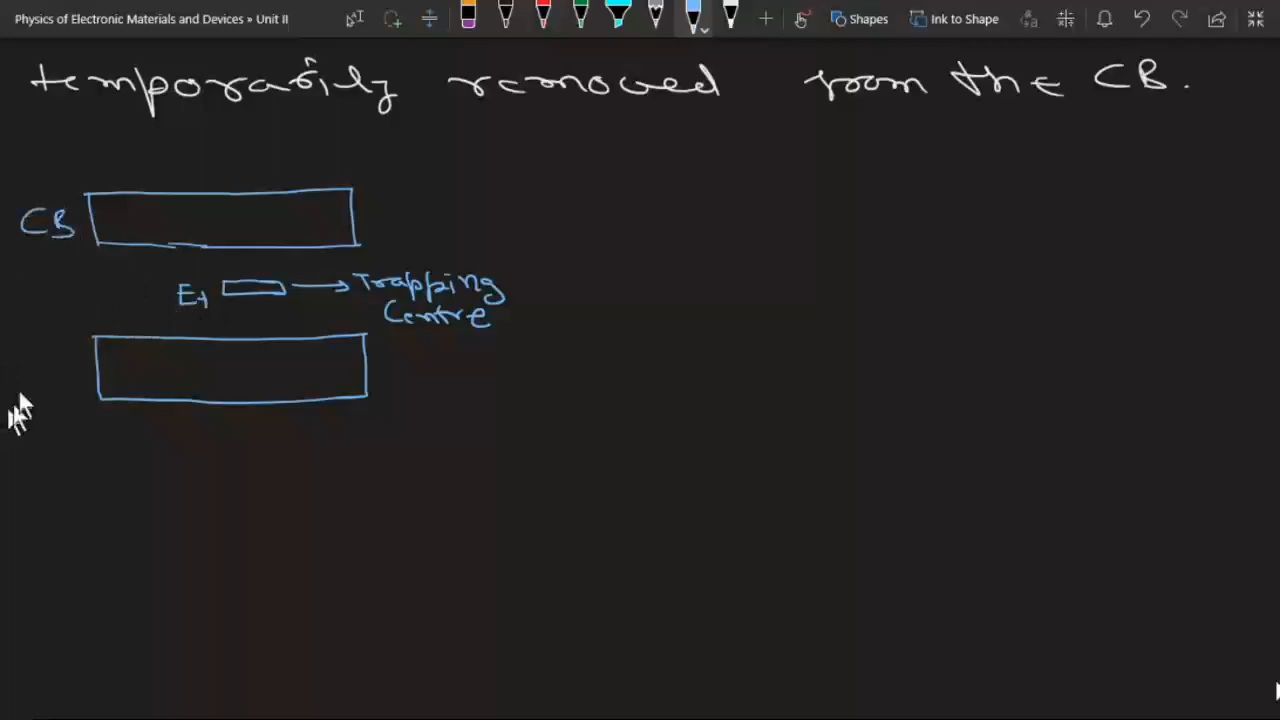 Physics of Electronic Materials and Devices » Unit II
Shapes
Ink to Shape
temporarily removed from the CB.
CB
Et
Trapping
Centre